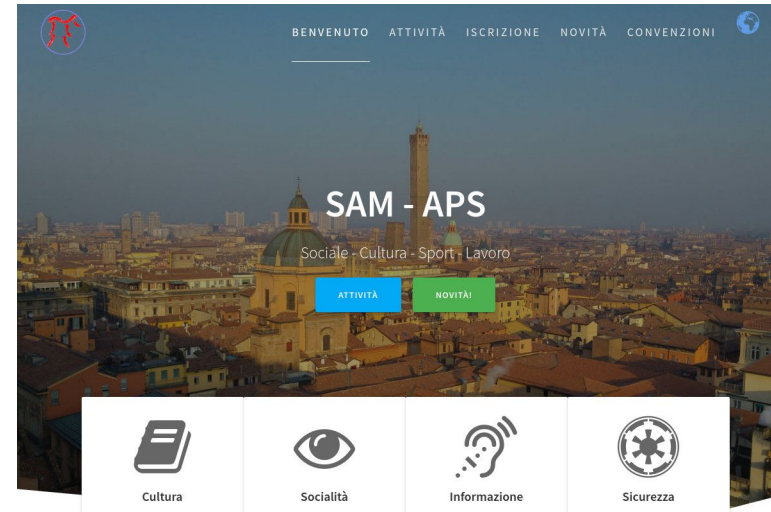 BENVENUTO ATTIVITÀ ISCRIZIONE NOVITÀ CONVENZIONI
SAM - APS
Sociale - Cultura - Sport - Lavoro
ATTIVITÀ NOVITÀ!
Cultura Socialità Informazione Sicurezza